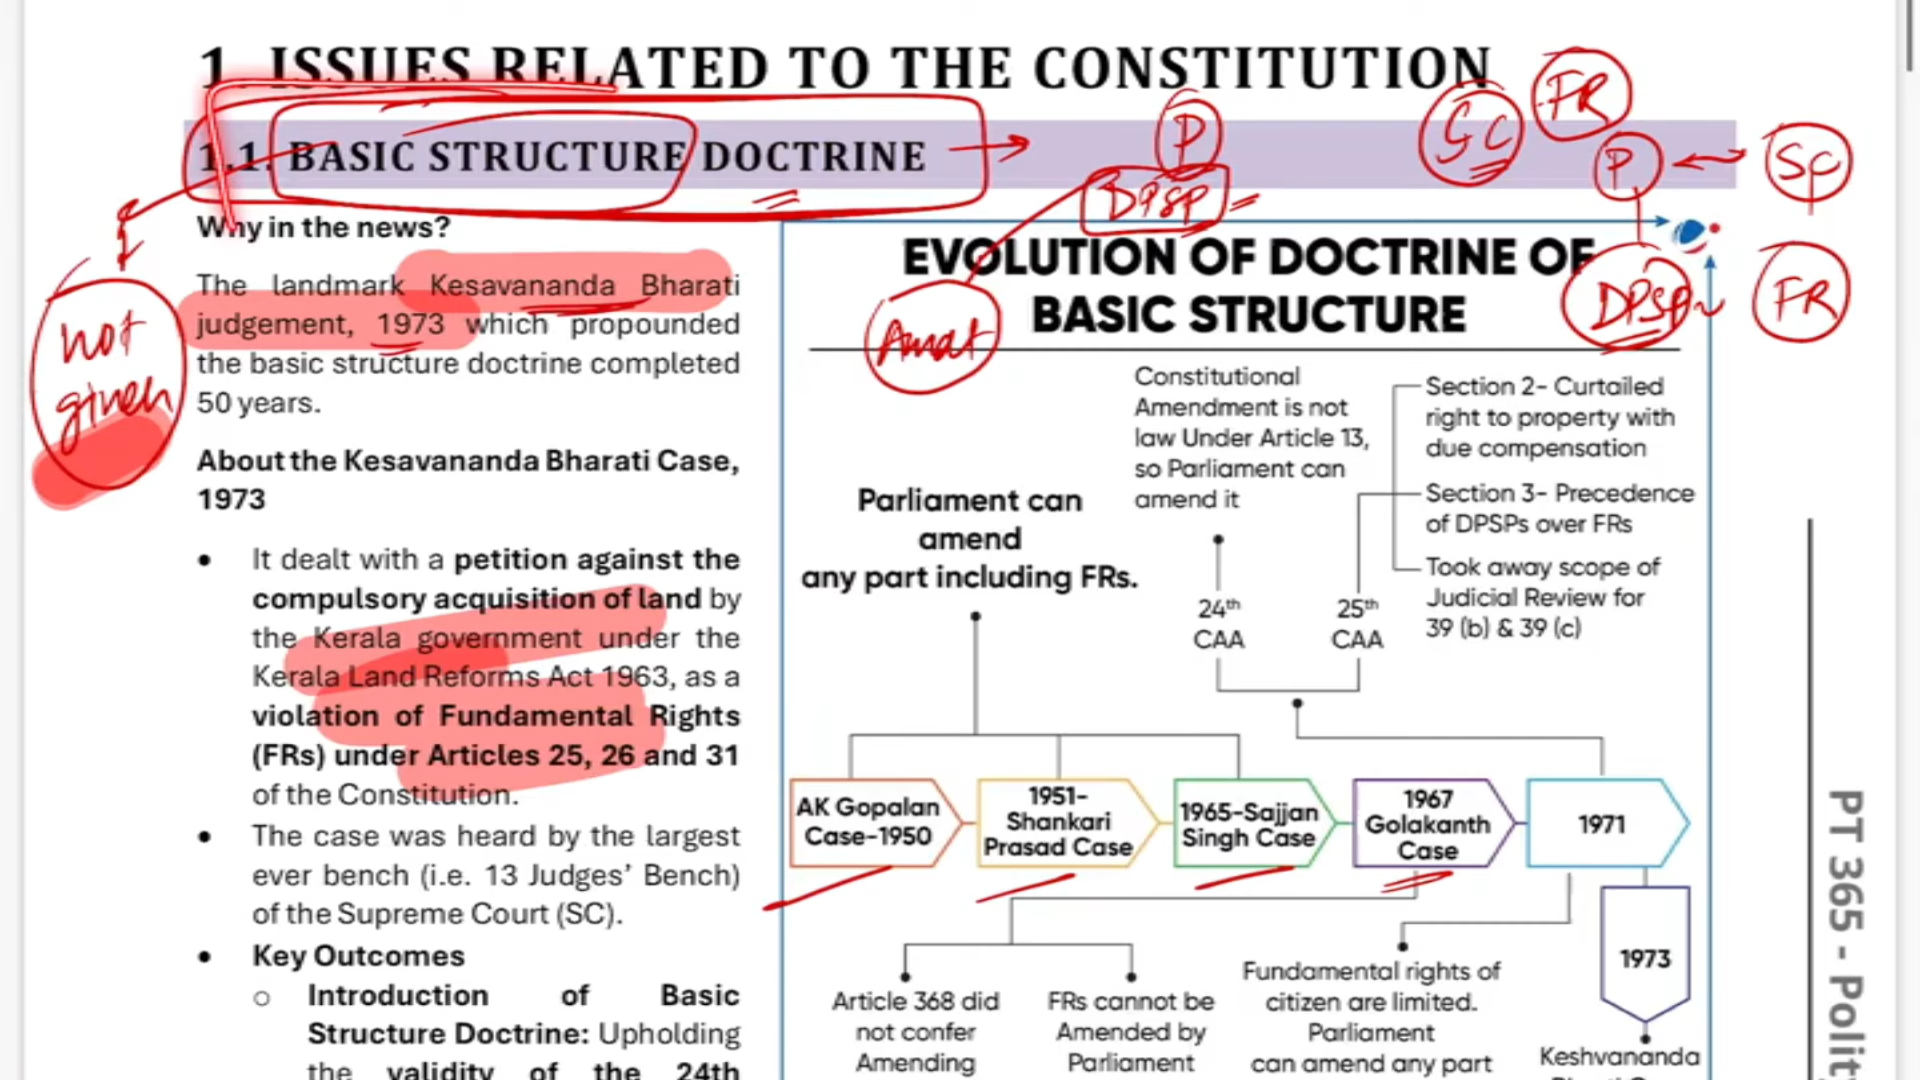 1. ISSUES RELATED TO THE CONSTITUTION
1.1. BASIC STRUCTURE DOCTRINE
P
DPSP
GC
FR
P
SC
DPSP
FR
not
given
Why in the news?
The landmark Kesavananda Bharati
judgement, 1973 which propounded
the basic structure doctrine completed
50 years.
About the Kesavananda Bharati Case,
1973
• It dealt with a petition against the
compulsory acquisition of land by
the Kerala government under the
Kerala Land Reforms Act 1963, as a
violation of Fundamental Rights
(FRs) under Articles 25, 26 and 31
of the Constitution.
• The case was heard by the largest
ever bench (i.e. 13 Judges’ Bench)
of the Supreme Court (SC).
• Key Outcomes
○ Introduction of Basic
Structure Doctrine: Upholding
the validity of the 24th
EVOLUTION OF DOCTRINE OF
BASIC STRUCTURE
Parliament can
amend
any part including FRs.
Constitutional
Amendment is not
law Under Article 13,
so Parliament can
amend it
Section 2- Curtailed
right to property with
due compensation
Section 3- Precedence
of DPSPs over FRs
Took away scope of
Judicial Review for
39 (b) & 39 (c)
24th
CAA
25th
CAA
AK Gopalan
Case-1950
1951-
Shankari
Prasad Case
1965-Sajjan
Singh Case
1967
Golakanth
Case
1971
1973
Article 368 did
not confer
Amending
FRs cannot be
Amended by
Parliament
Fundamental rights of
citizen are limited.
Parliament
can amend any part
Keshvananda
PT 365 - Polit